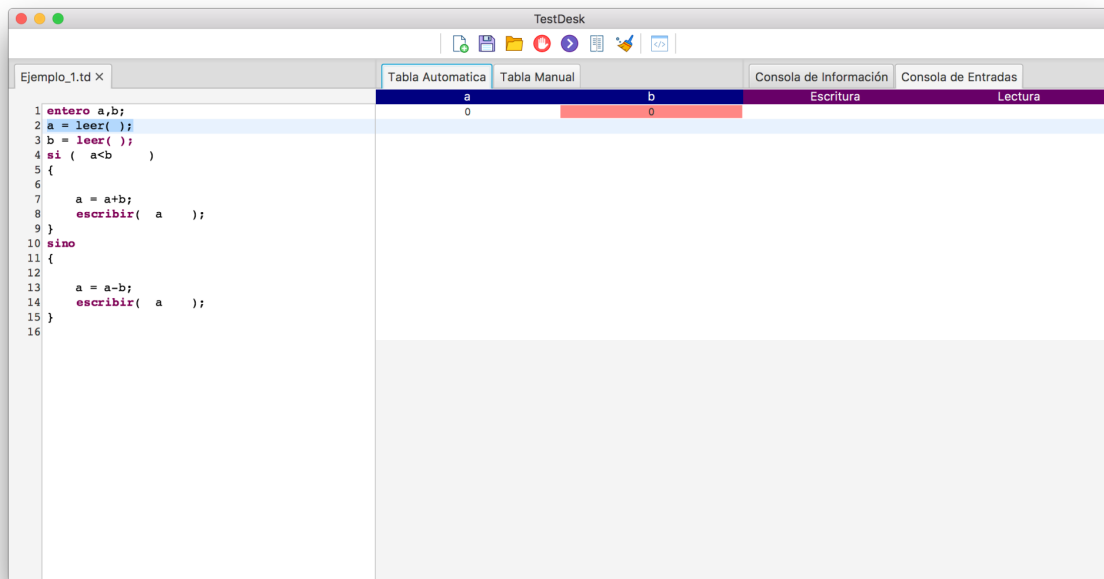 TestDesk
Ejemplo_1.td ×
Tabla Automatica
Tabla Manual
Consola de Información
Consola de Entradas
a
b
Escritura
Lectura
0
0
1 entero a,b;
2 a = leer( );
3 b = leer( );
4 si (  a<b     )
5 {
6
7     a = a+b;
8     escribir(  a    );
9 }
10 sino
11 {
12
13     a = a-b;
14     escribir(  a    );
15 }
16